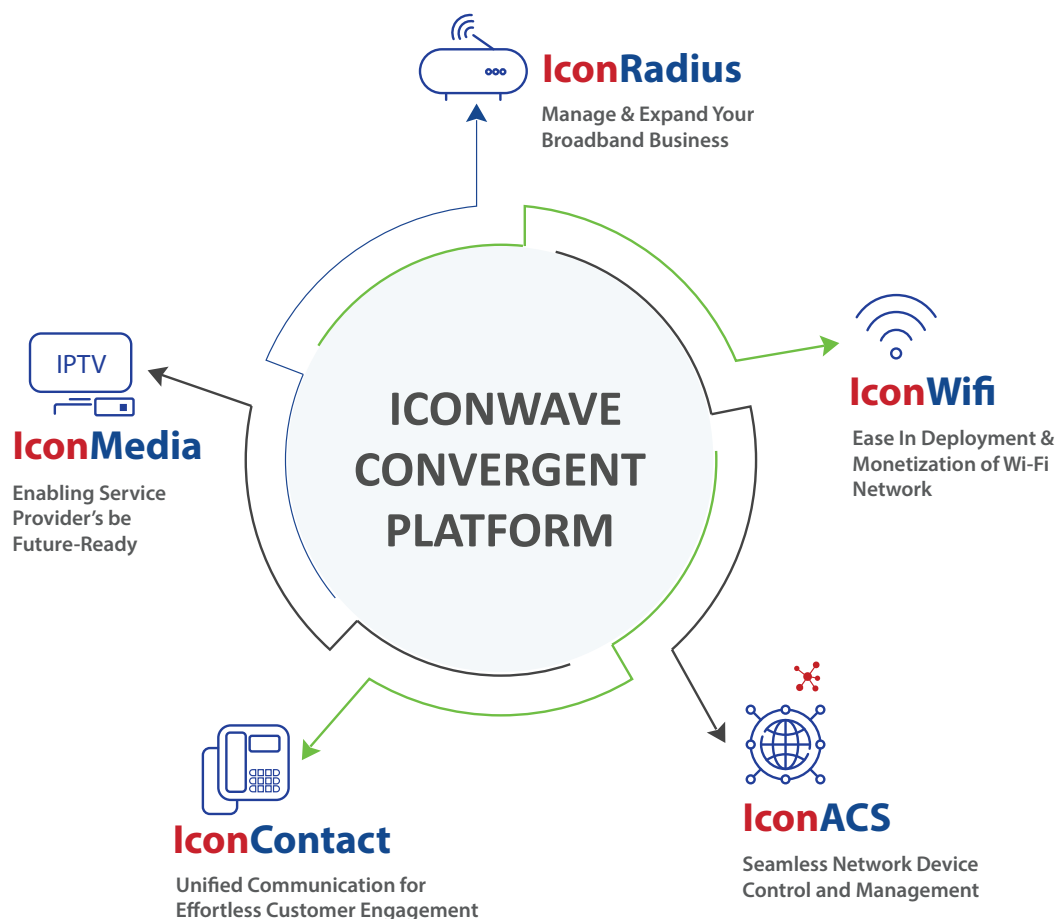 IconRadius
Manage & Expand Your
Broadband Business
IconWifi
Ease In Deployment &
Monetization of Wi-Fi
Network
IPTV
IconMedia
Enabling Service
Provider's be
Future-Ready
ICONWAVE
CONVERGENT
PLATFORM
IconContact
Unified Communication for
Effortless Customer Engagement
IconACS
Seamless Network Device
Control and Management